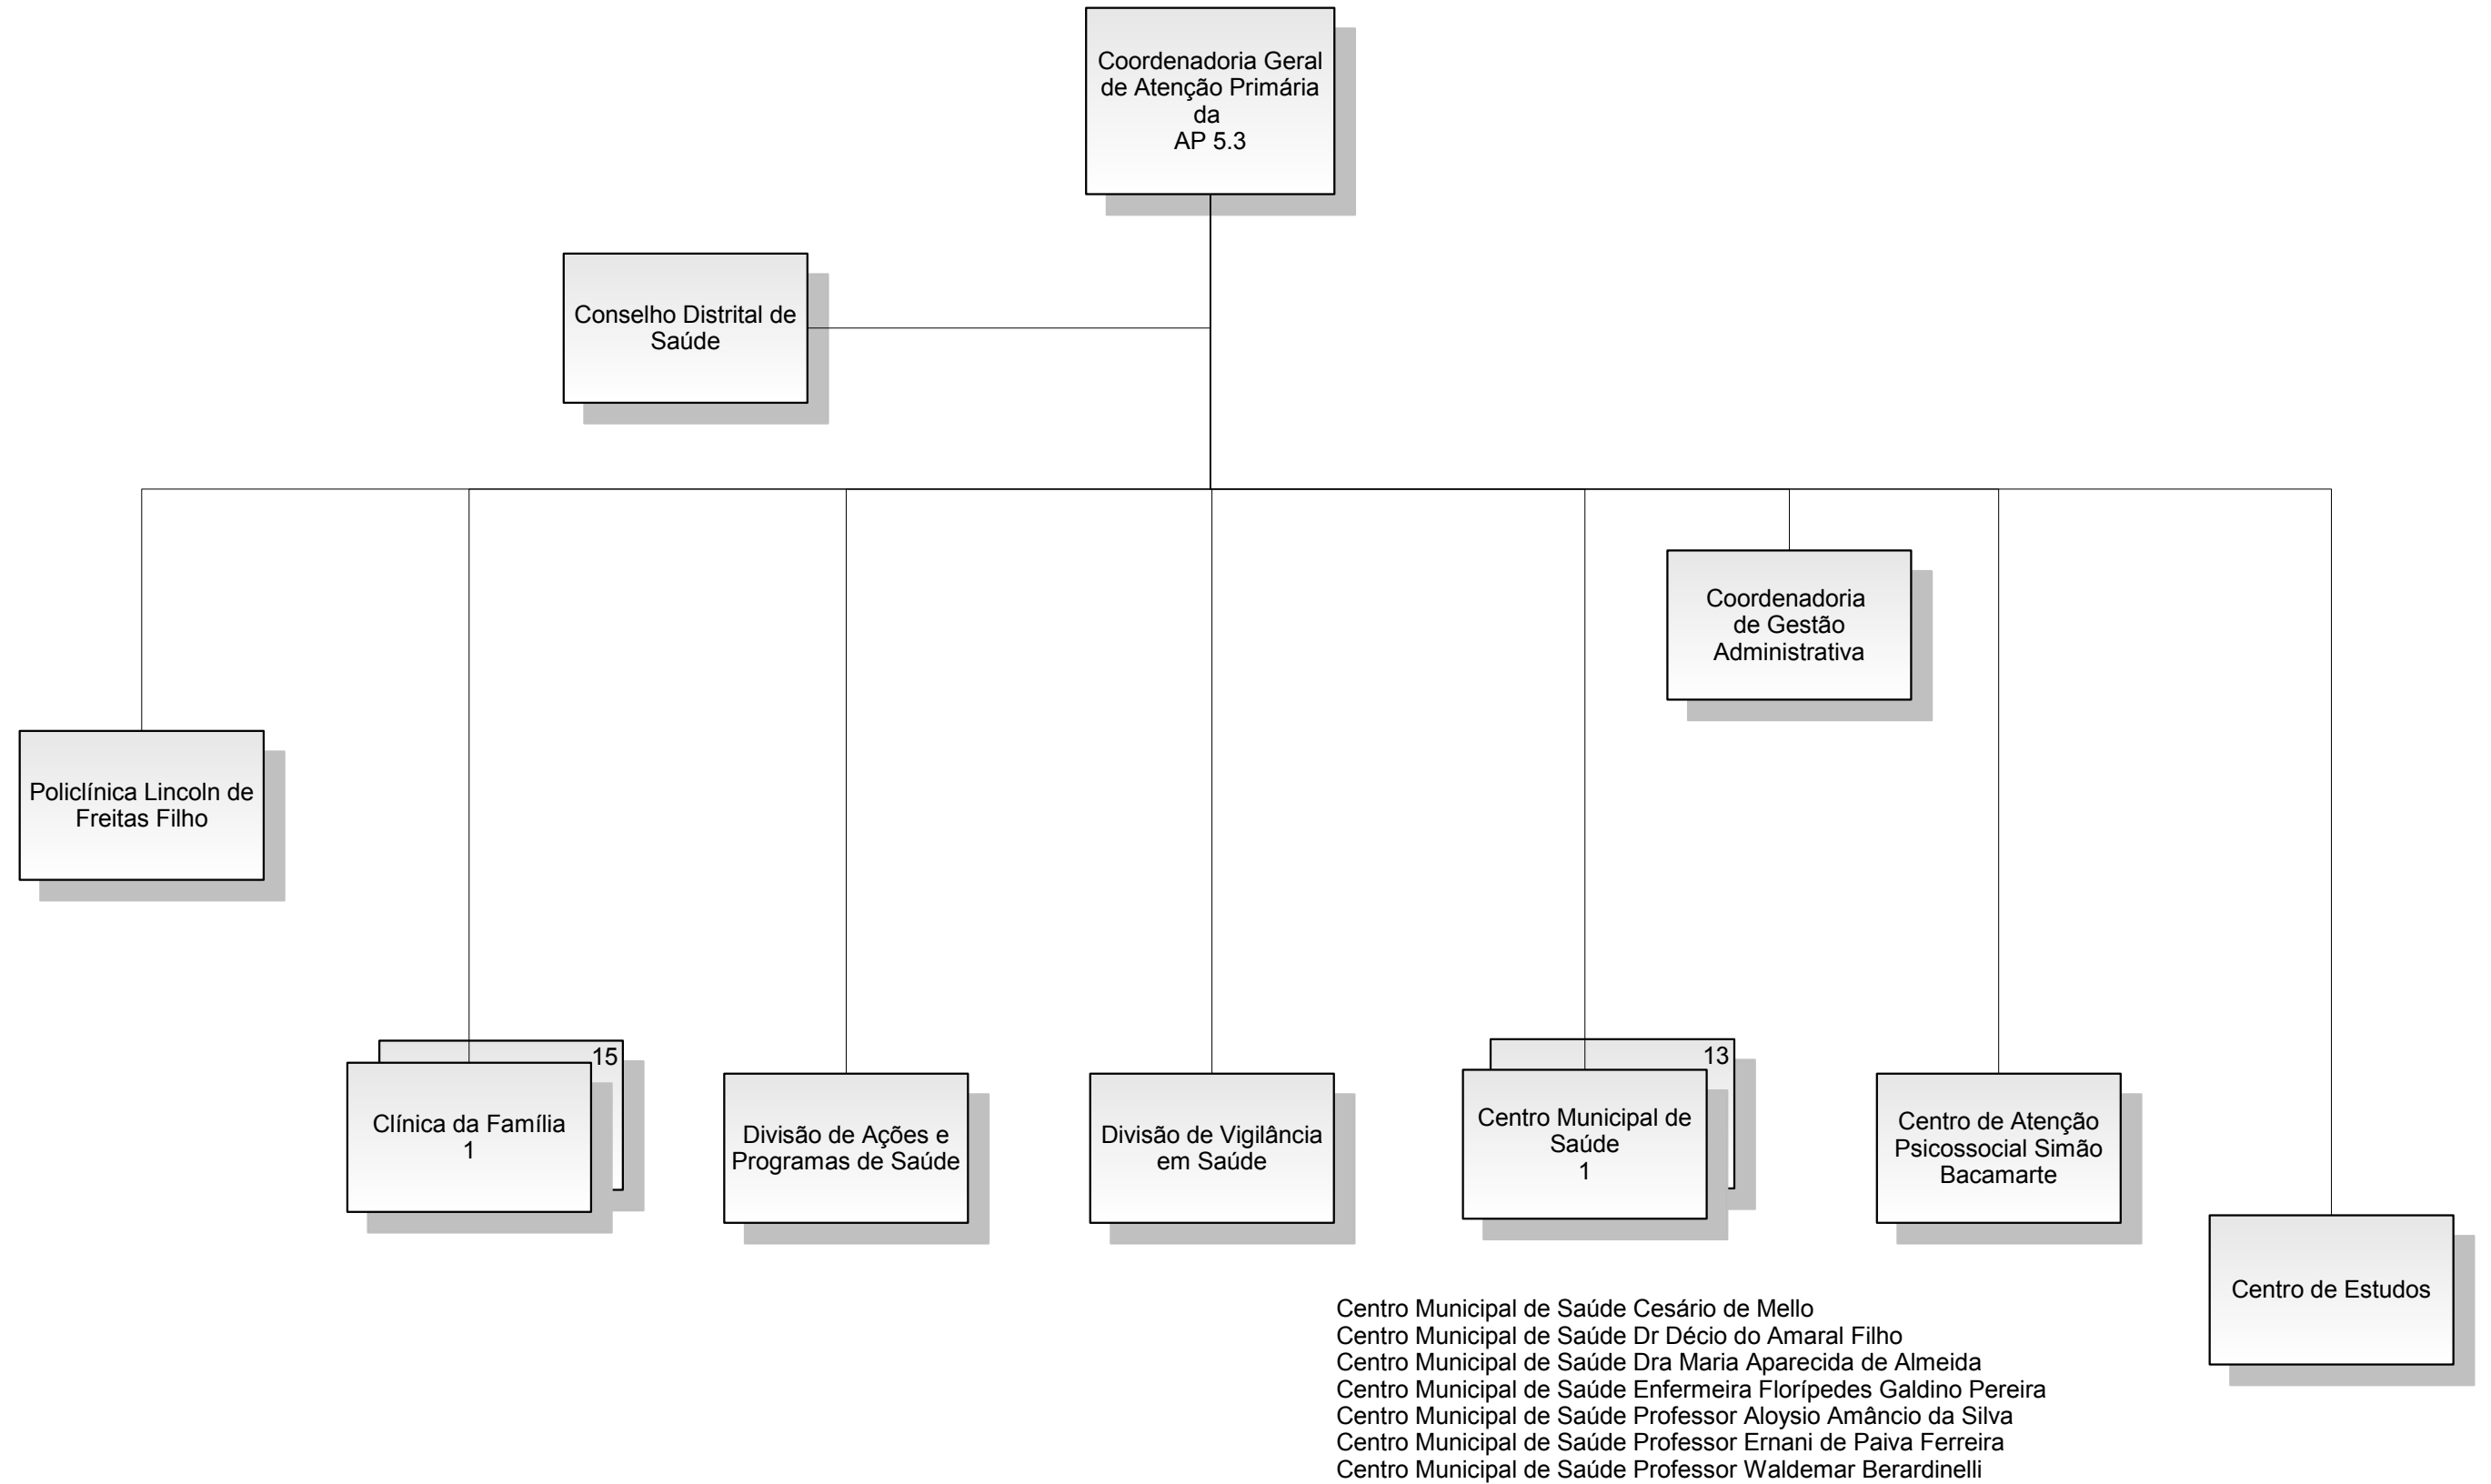 Coordenadoria Geral
de Atenção Primária
da
AP 5.3
Conselho Distrital de
Saúde
Coordenadoria
de Gestão
Administrativa
Policlínica Lincoln de
Freitas Filho
15
Clínica da Família
1
Divisão de Ações e
Programas de Saúde
Divisão de Vigilância
em Saúde
13
Centro Municipal de
Saúde
1
Centro de Atenção
Psicossocial Simão
Bacamarte
Centro de Estudos
Centro Municipal de Saúde Cesário de Mello
Centro Municipal de Saúde Dr Décio do Amaral Filho
Centro Municipal de Saúde Dra Maria Aparecida de Almeida
Centro Municipal de Saúde Enfermeira Florípedes Galdino Pereira
Centro Municipal de Saúde Professor Aloysio Amâncio da Silva
Centro Municipal de Saúde Professor Ernani de Paiva Ferreira
Centro Municipal de Saúde Professor Waldemar Berardinelli